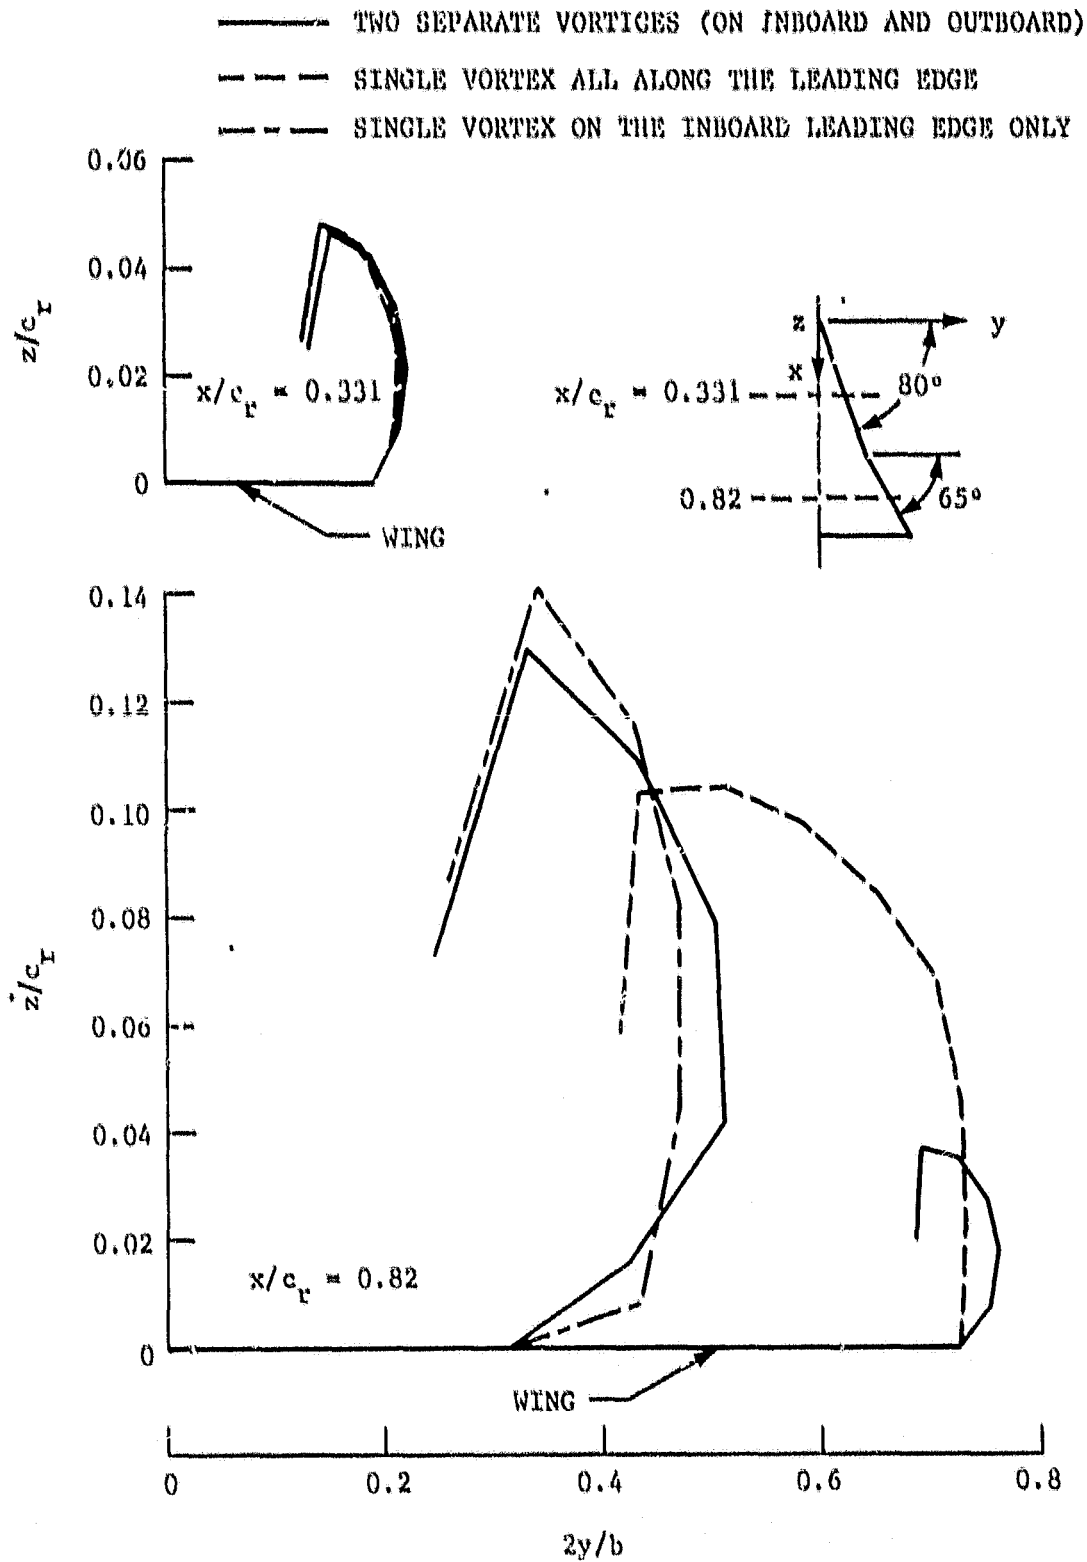 TWO SEPARATE VORTICES (ON INBOARD AND OUTBOARD)
SINGLE VORTEX ALL ALONG THE LEADING EDGE
SINGLE VORTEX ON THE INBOARD LEADING EDGE ONLY
0.06
0.04
0.02
0
z/c_r
x/c_r = 0.331
WING
z
y
x
x/c_r = 0.331
80°
0.82
65°
0.14
0.12
0.10
0.08
0.06
0.04
0.02
0
z/c_r
x/c_r = 0.82
WING
0
0.2
0.4
0.6
0.8
2y/b